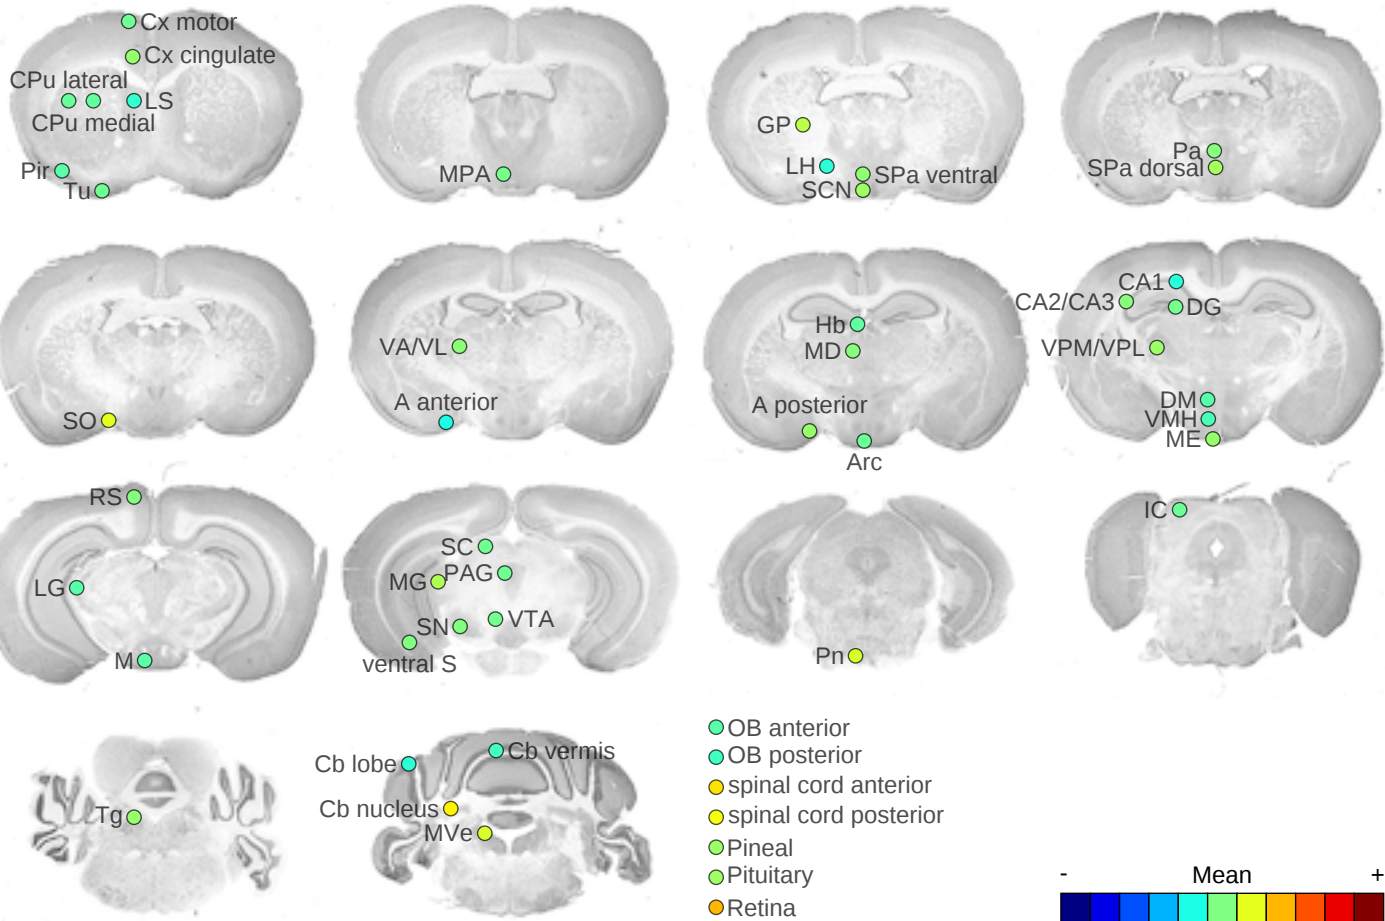 Cx motor
Cx cingulate
CPu lateral
LS
CPu medial
Pir
Tu
MPA
GP
LH
SPa ventral
SCN
Pa
SPa dorsal
SO
VA/VL
A anterior
Hb
MD
A posterior
Arc
CA1
CA2/CA3
DG
VPM/VPL
DM
VMH
ME
RS
LG
M
SC
MG
PAG
SN
VTA
ventral S
Pn
IC
Tg
Cb lobe
Cb vermis
Cb nucleus
MVe
OB anterior
OB posterior
spinal cord anterior
spinal cord posterior
Pineal
Pituitary
Retina
- Mean +